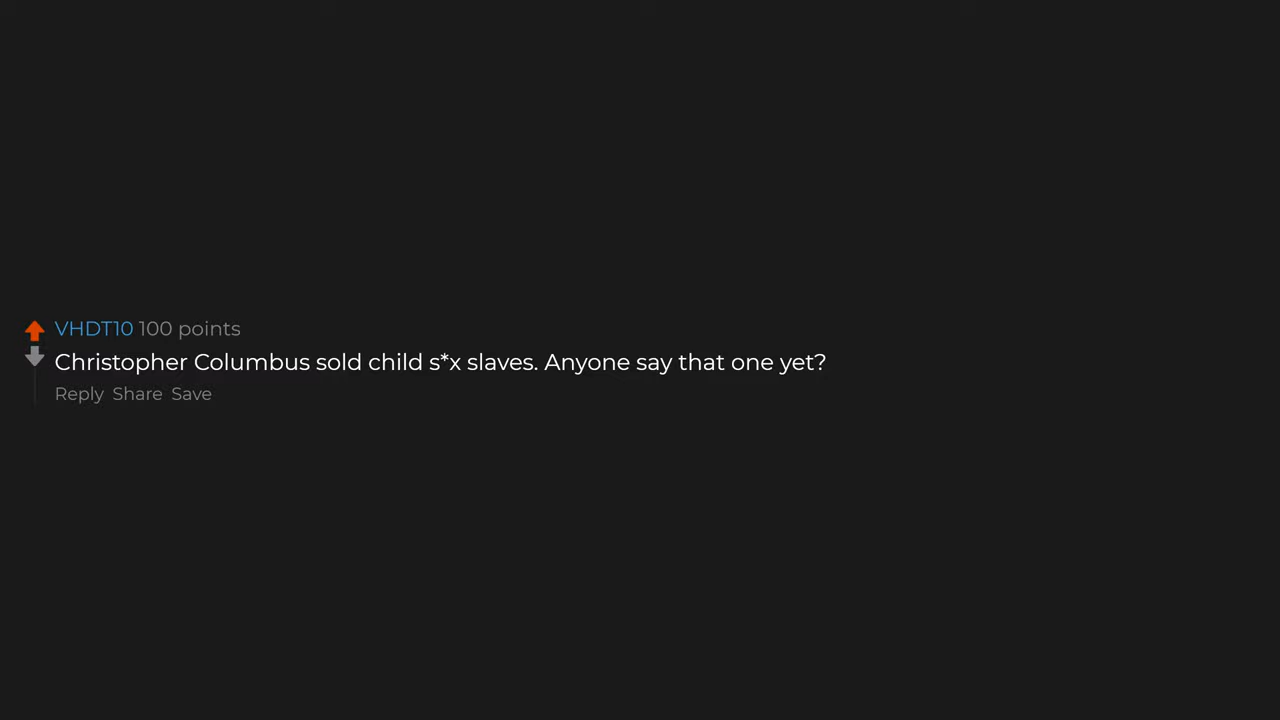 VHDT10 100 points
Christopher Columbus sold child s*x slaves. Anyone say that one yet?
Reply Share Save